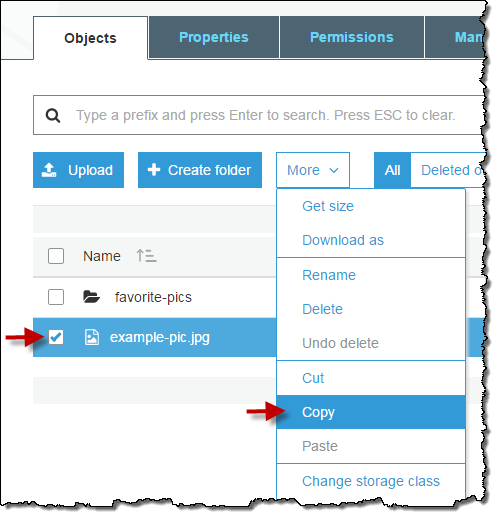 Objects Properties Permissions
Type a prefix and press Enter to search. Press ESC to clear.
Upload Create folder More All Deleted
Get size
Download as
Name
Rename
favorite-pics
Delete
example-pic.jpg
Undo delete
Cut
Copy
Paste
Change storage class